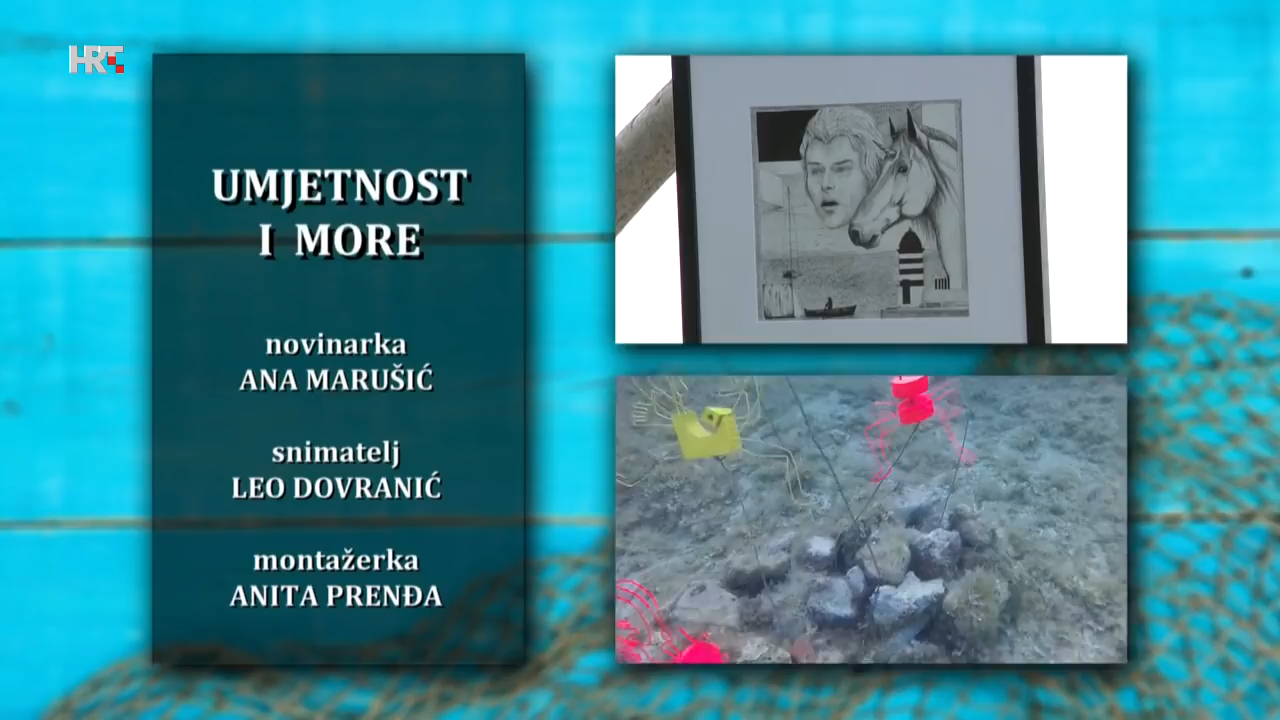 HRT
UMJETNOST
I MORE
novinarka
ANA MARUŠIĆ
snimatelj
LEO DOVRANIĆ
montažerka
ANITA PRENĐA